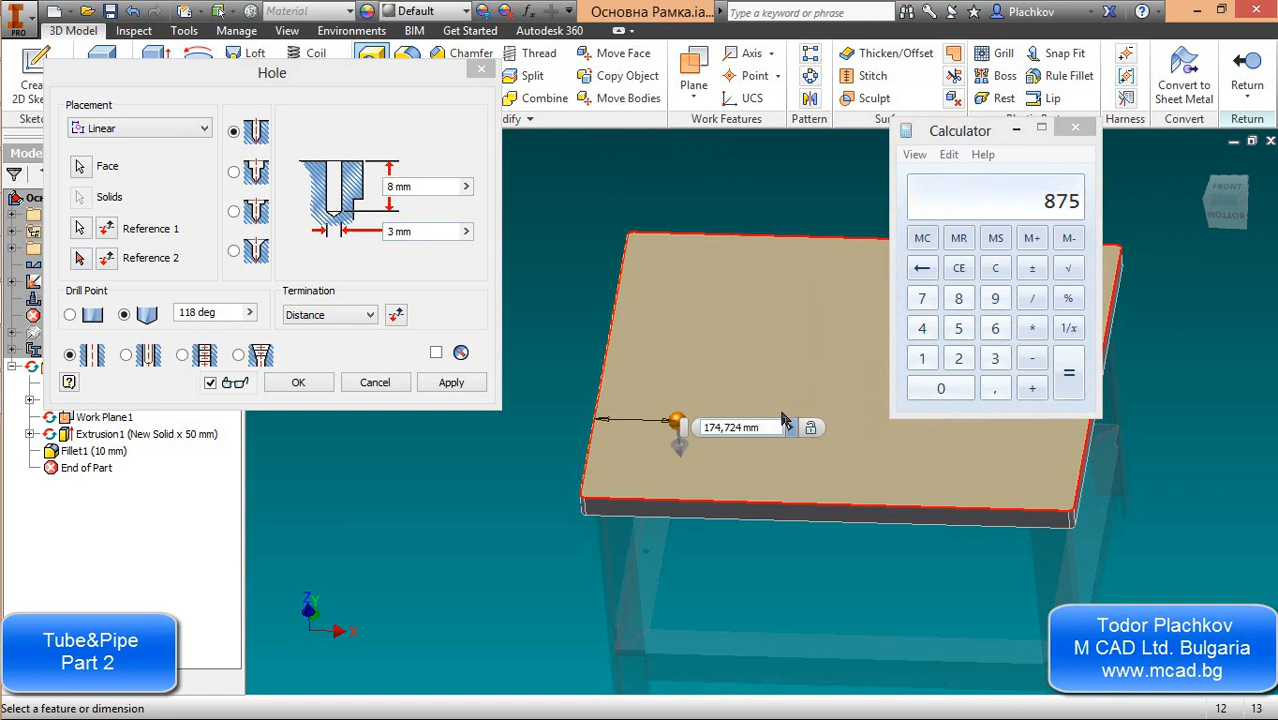 PRO
Material
Default
Основна Рамка.ia...
Type a keyword or phrase
Plachkov
3D Model
Inspect
Tools
Manage
View
Environments
BIM
Get Started
Autodesk 360
Loft
Coil
Chamfer
Thread
Split
Combine
Move Face
Copy Object
Move Bodies
Plane
Axis
Point
UCS
Thicken/Offset
Stitch
Sculpt
Grill
Boss
Rest
Snap Fit
Rule Fillet
Lip
Convert to
Sheet Metal
Return
Work Features
Pattern
Convert
Return
Hole
Placement
Linear
Face
Solids
Reference 1
Reference 2
8 mm
3 mm
Drill Point
118 deg
Termination
Distance
OK
Cancel
Apply
Calculator
View
Edit
Help
875
MC
MR
MS
M+
M-
←
CE
C
±
√
7
8
9
/
%
4
5
6
*
1/x
1
2
3
-
=
0
,
+
FRONT
BOTTOM
Work Plane1
Extrusion1 (New Solid x 50 mm)
Fillet1 (10 mm)
End of Part
174,724 mm
Z
Y
X
Tube&Pipe
Part 2
Todor Plachkov
M CAD Ltd. Bulgaria
www.mcad.bg
Select a feature or dimension
12
13